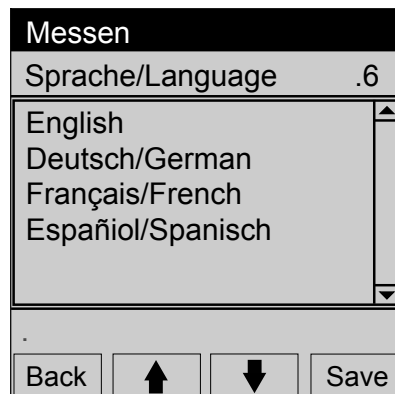 Messen
Sprache/Language .6
English
Deutsch/German
Français/French
Españiol/Spanisch
.
Back Save